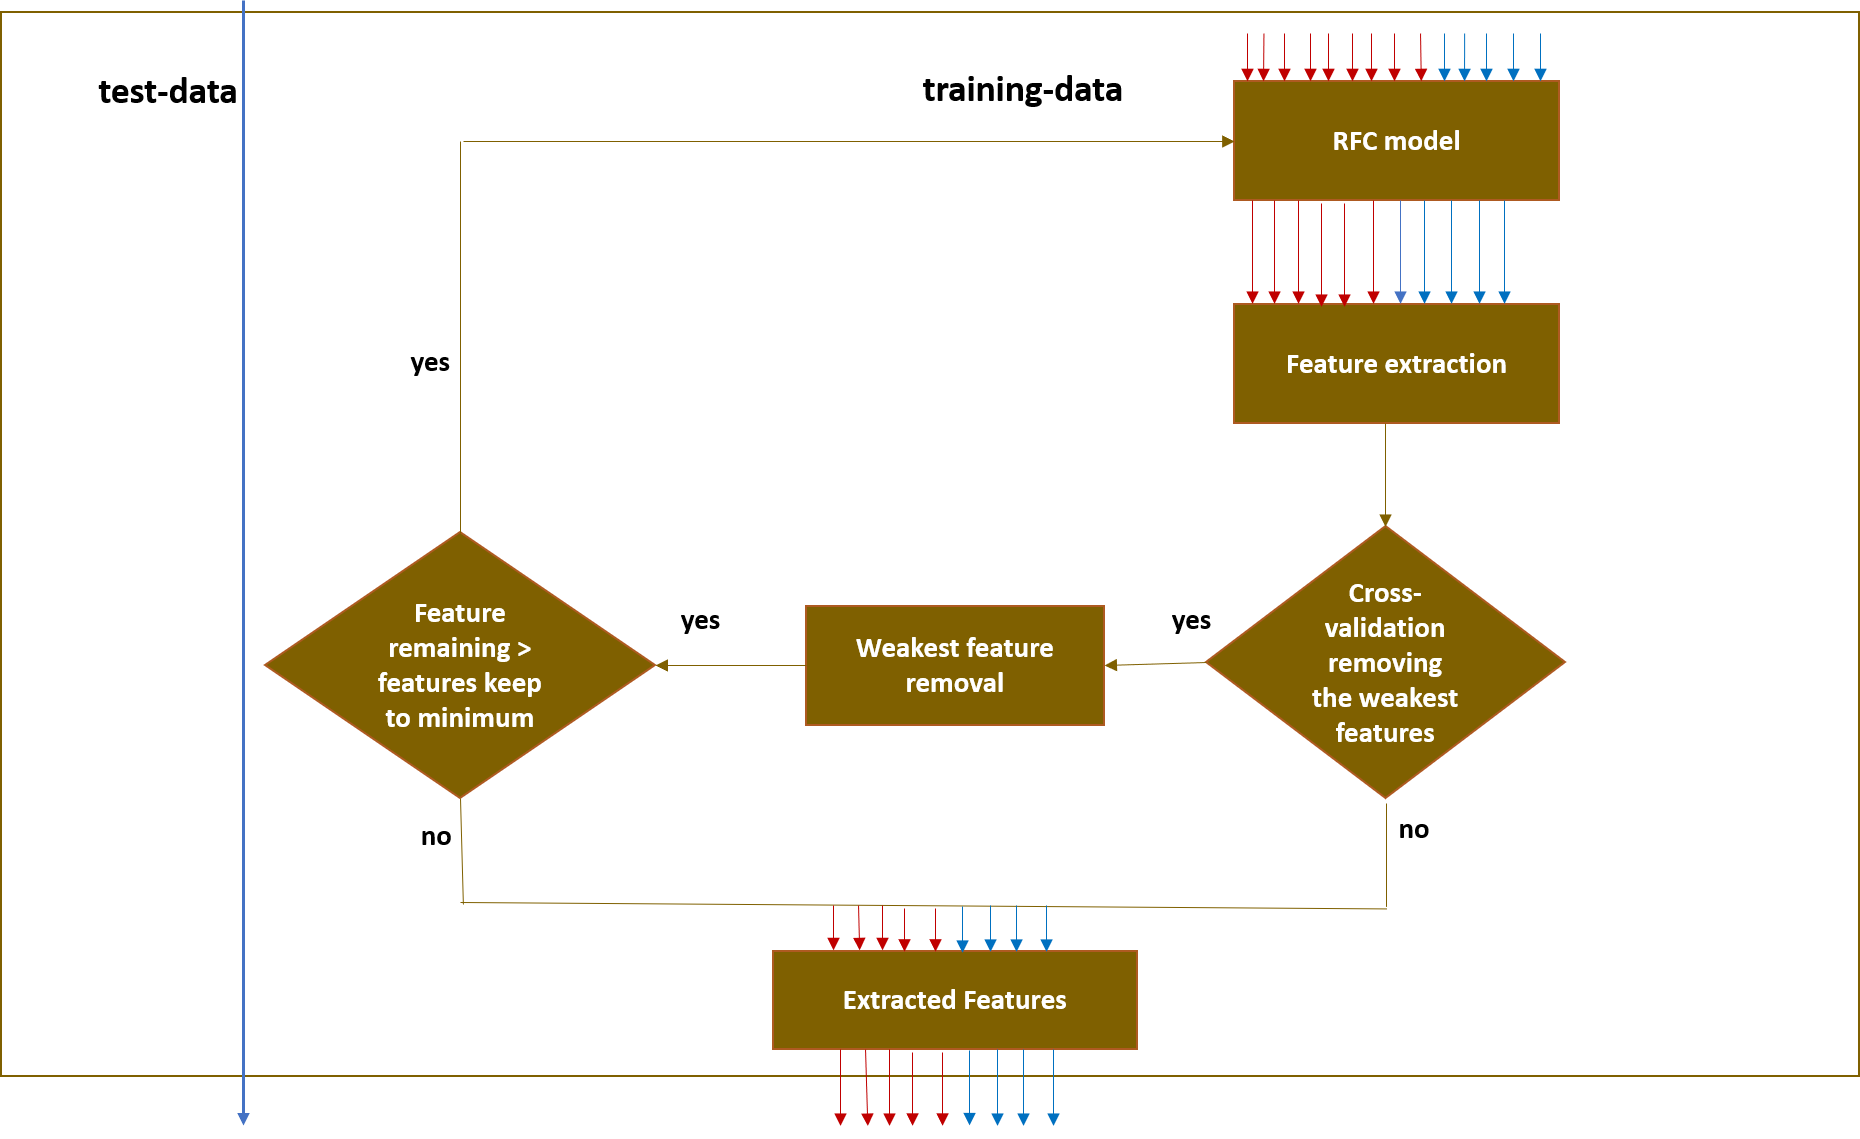 test-data
training-data
RFC model
yes
Feature extraction
Feature
remaining >
features keep
to minimum
yes
Weakest feature
removal
yes
Cross-
validation
removing
the weakest
features
no
no
Extracted Features